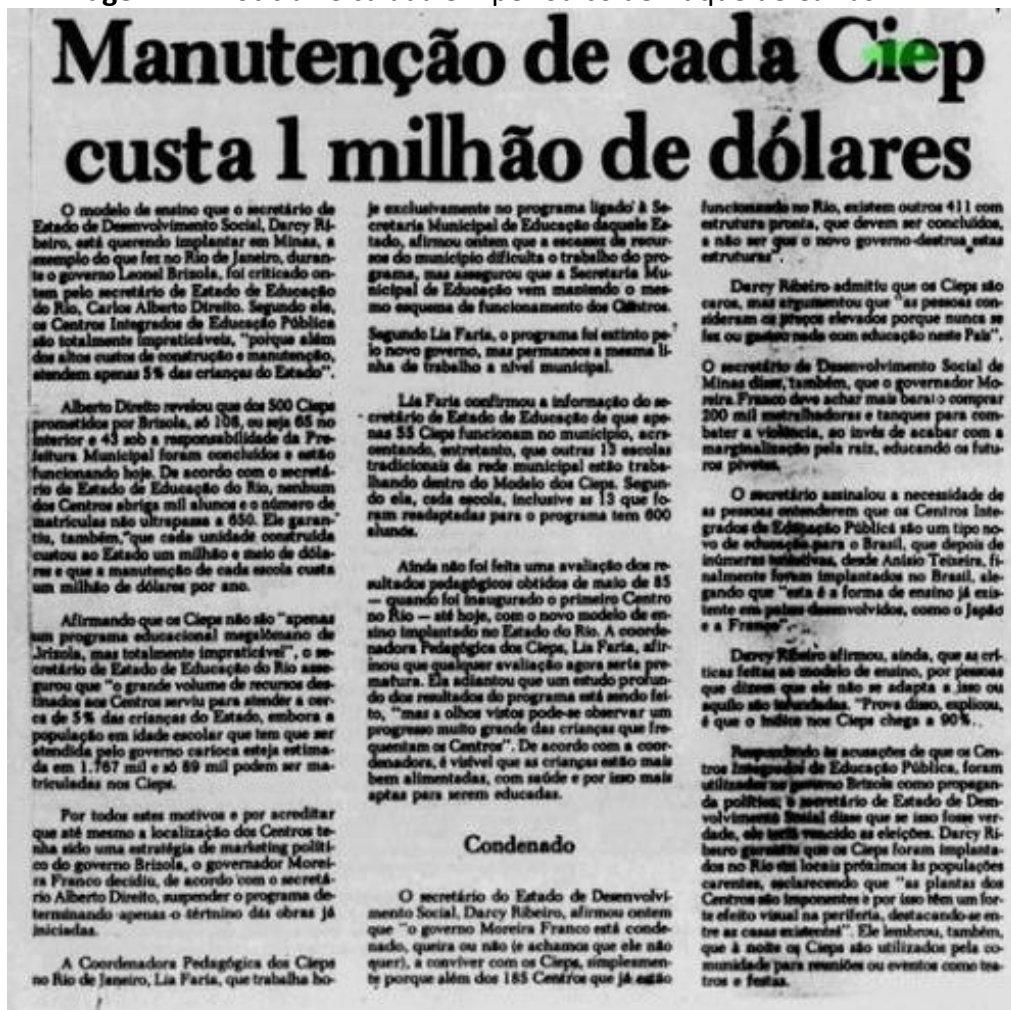 Manutenção de cada Ciep
custa 1 milhão de dólares
O modelo de ensino que o secretário de
Estado de Desenvolvimento Social, Darcy Ri-
beiro, está querendo implantar em Minas, a
exemplo do que fez no Rio de Janeiro, duran-
te o governo Leonel Brizola, foi criticado on-
tem pelo secretário de Estado de Educação
do Rio, Carlos Alberto Direito. Segundo ele,
os Centros Integrados de Educação Pública
são totalmente impraticáveis, "porque além
dos altos custos de construção e manutenção,
atendem apenas 5% das crianças do Estado".
Alberto Direito revelou que dos 500 Cieps
prometidos por Brizola, só 108, ou seja 65 no
interior e 43 sob a responsabilidade da Pre-
feitura Municipal foram concluídos e estão
funcionando hoje. De acordo com o secretá-
rio de Estado de Educação do Rio, nenhum
dos Centros abriga mil alunos e o número de
matrículas não ultrapassa a 650. Ele garan-
tiu, também, "que cada unidade construída
custou ao Estado um milhão e meio de dóla-
res e que a manutenção de cada escola custa
um milhão de dólares por ano.
Afirmando que os Cieps não são "apenas
um programa educacional megalômano de
Jrizola, mas totalmente impraticável", o se-
cretário de Estado de Educação do Rio asse-
gurou que "o grande volume de recursos des-
tinados aos Centros serviu para atender a cer-
ca de 5% das crianças do Estado, embora a
população em idade escolar que tem que ser
atendida pelo governo carioca esteja estima-
da em 1.767 mil e só 89 mil podem ser ma-
triculadas nos Cieps.
Por todos estes motivos e por acreditar
que até mesmo a localização dos Centros te-
nha sido uma estratégia de marketing políti-
co do governo Brizola, o governador Morei-
ra Franco decidiu, de acordo com o secretá-
rio Alberto Direito, suspender o programa de-
terminando apenas o término das obras já
iniciadas.
A Coordenadora Pedagógica dos Cieps
no Rio de Janeiro, Lia Faria, que trabalha ho-
je exclusivamente no programa ligado à Se-
cretaria Municipal de Educação daquele Es-
tado, afirmou ontem que a escassez de recur-
sos do município dificulta o trabalho do pro-
grama, mas assegurou que a Secretaria Mu-
nicipal de Educação vem mantendo o mes-
mo esquema de funcionamento dos Centros.
Segundo Lia Faria, o programa foi extinto pe-
lo novo governo, mas permanece a mesma li-
nha de trabalho a nível municipal.
Lia Faria confirmou a informação do se-
cretário de Estado de Educação de que ape-
nas 55 Cieps funcionam no município, acres-
centando, entretanto, que outras 13 escolas
tradicionais da rede municipal estão traba-
lhando dentro do Modelo dos Cieps. Segun-
do ela, cada escola, inclusive as 13 que fo-
ram readaptadas para o programa tem 600
alunos.
Ainda não foi feita uma avaliação dos re-
sultados pedagógicos obtidos de maio de 85
— quando foi inaugurado o primeiro Centro
no Rio — até hoje, com o novo modelo de en-
sino implantado no Estado do Rio. A coorde-
nadora Pedagógica dos Cieps, Lia Faria, afir-
mou que qualquer avaliação agora seria pre-
matura. Ela adiantou que um estudo profun-
do dos resultados do programa está sendo fei-
to, "mas a olhos vistos pode-se observar um
progresso muito grande das crianças que fre-
quentam os Centros". De acordo com a coor-
denadora, é visível que as crianças estão mais
bem alimentadas, com saúde e por isso mais
aptas para serem educadas.
Condenado
O secretário do Estado de Desenvolvi-
mento Social, Darcy Ribeiro, afirmou ontem
que "o governo Moreira Franco está conde-
nado, queira ou não (e achamos que ele não
quer), a conviver com os Cieps, simplesmen-
te porque além dos 185 Centros que já estão
funcionando no Rio, existem outros 411 com
estrutura pronta, que devem ser concluídos,
a não ser que o novo governo destrua estas
estruturas".
Darcy Ribeiro admitiu que os Cieps são
caros, mas argumentou que "as pessoas con-
sideram os preços elevados porque nunca se
fez ou gastou nada com educação neste País".
O secretário de Desenvolvimento Social de
Minas disse, também, que o governador Mo-
reira Franco deve achar mais barato comprar
200 mil metralhadoras e tanques para com-
bater a violência, ao invés de acabar com a
marginalização pela raiz, educando os futu-
ros pivetes.
O secretário assinalou a necessidade de
as pessoas entenderem que os Centros Inte-
grados de Educação Pública são um tipo no-
vo de educação para o Brasil, que depois de
inúmeras tentativas, desde Anísio Teixeira, fi-
nalmente foram implantados no Brasil, ale-
gando que "esta é a forma de ensino já exis-
tente em países desenvolvidos, como o Japão
e a França".
Darcy Ribeiro afirmou, ainda, que as crí-
ticas feitas ao modelo de ensino, por pessoas
que dizem que ele não se adapta a isso ou
aquilo são infundadas. "Prova disso, explicou,
é que o índice nos Cieps chega a 90%.
Respondendo às acusações de que os Cen-
tros Integrados de Educação Pública, foram
utilizados no governo Brizola como propagan-
da política, o secretário de Estado de Desen-
volvimento Social disse que se isso fosse ver-
dade, ele teria vencido as eleições. Darcy Ri-
beiro garantiu que os Cieps foram implanta-
dos no Rio em locais próximos às populações
carentes, esclarecendo que "as plantas dos
Centros são imponentes e por isso têm um for-
te efeito visual na periferia, destacando-se en-
tre as casas existentes". Ele lembrou, também,
que à noite os Cieps são utilizados pela co-
munidade para reuniões ou eventos como tea-
tros e festas.